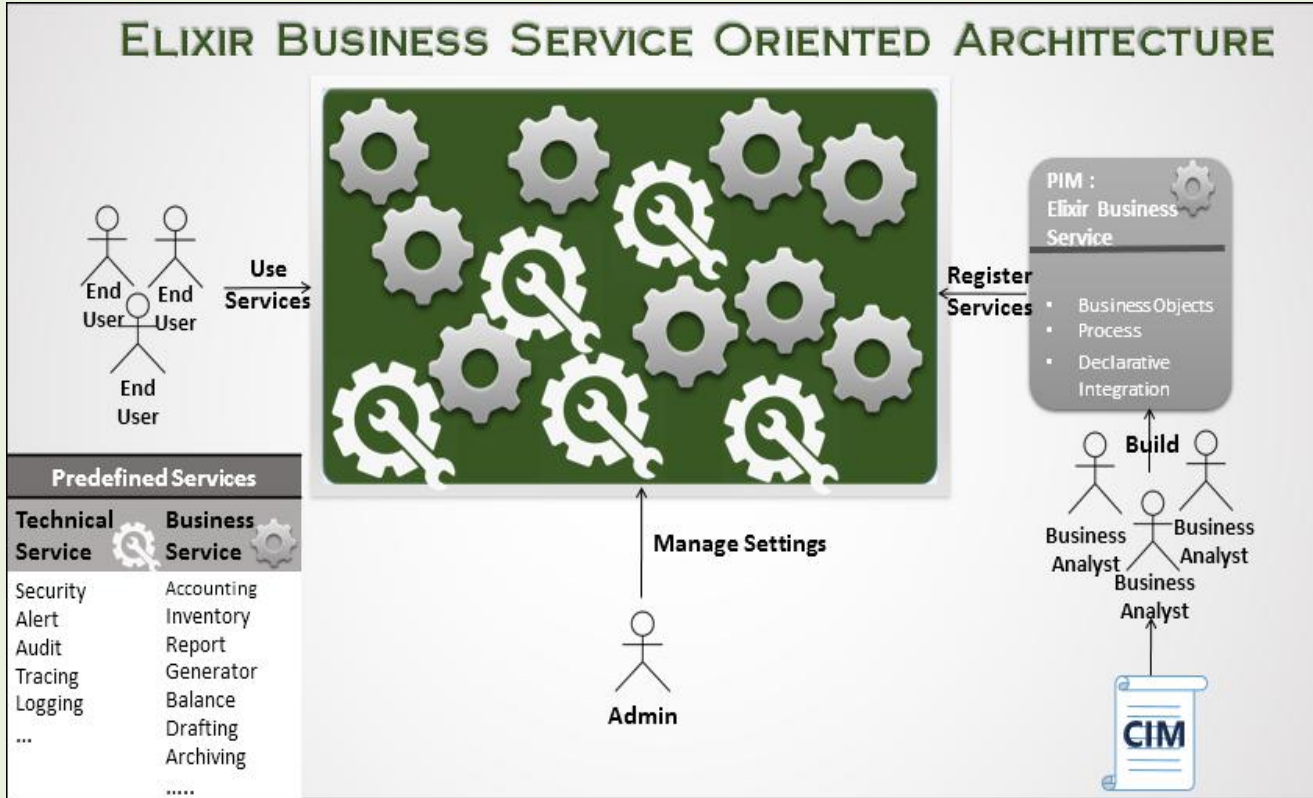 ELIXIR BUSINESS SERVICE ORIENTED ARCHITECTURE
End
User
End
User
End
User
Use
Services
Register
Services
PIM :
Elixir Business
Service
• Business Objects
• Process
• Declarative
Integration
Build
Business
Analyst
Business
Analyst
Business
Analyst
CIM
Manage Settings
Admin
Predefined Services
Technical
Service
Business
Service
Security
Alert
Audit
Tracing
Logging
...
Accounting
Inventory
Report
Generator
Balance
Drafting
Archiving
.....